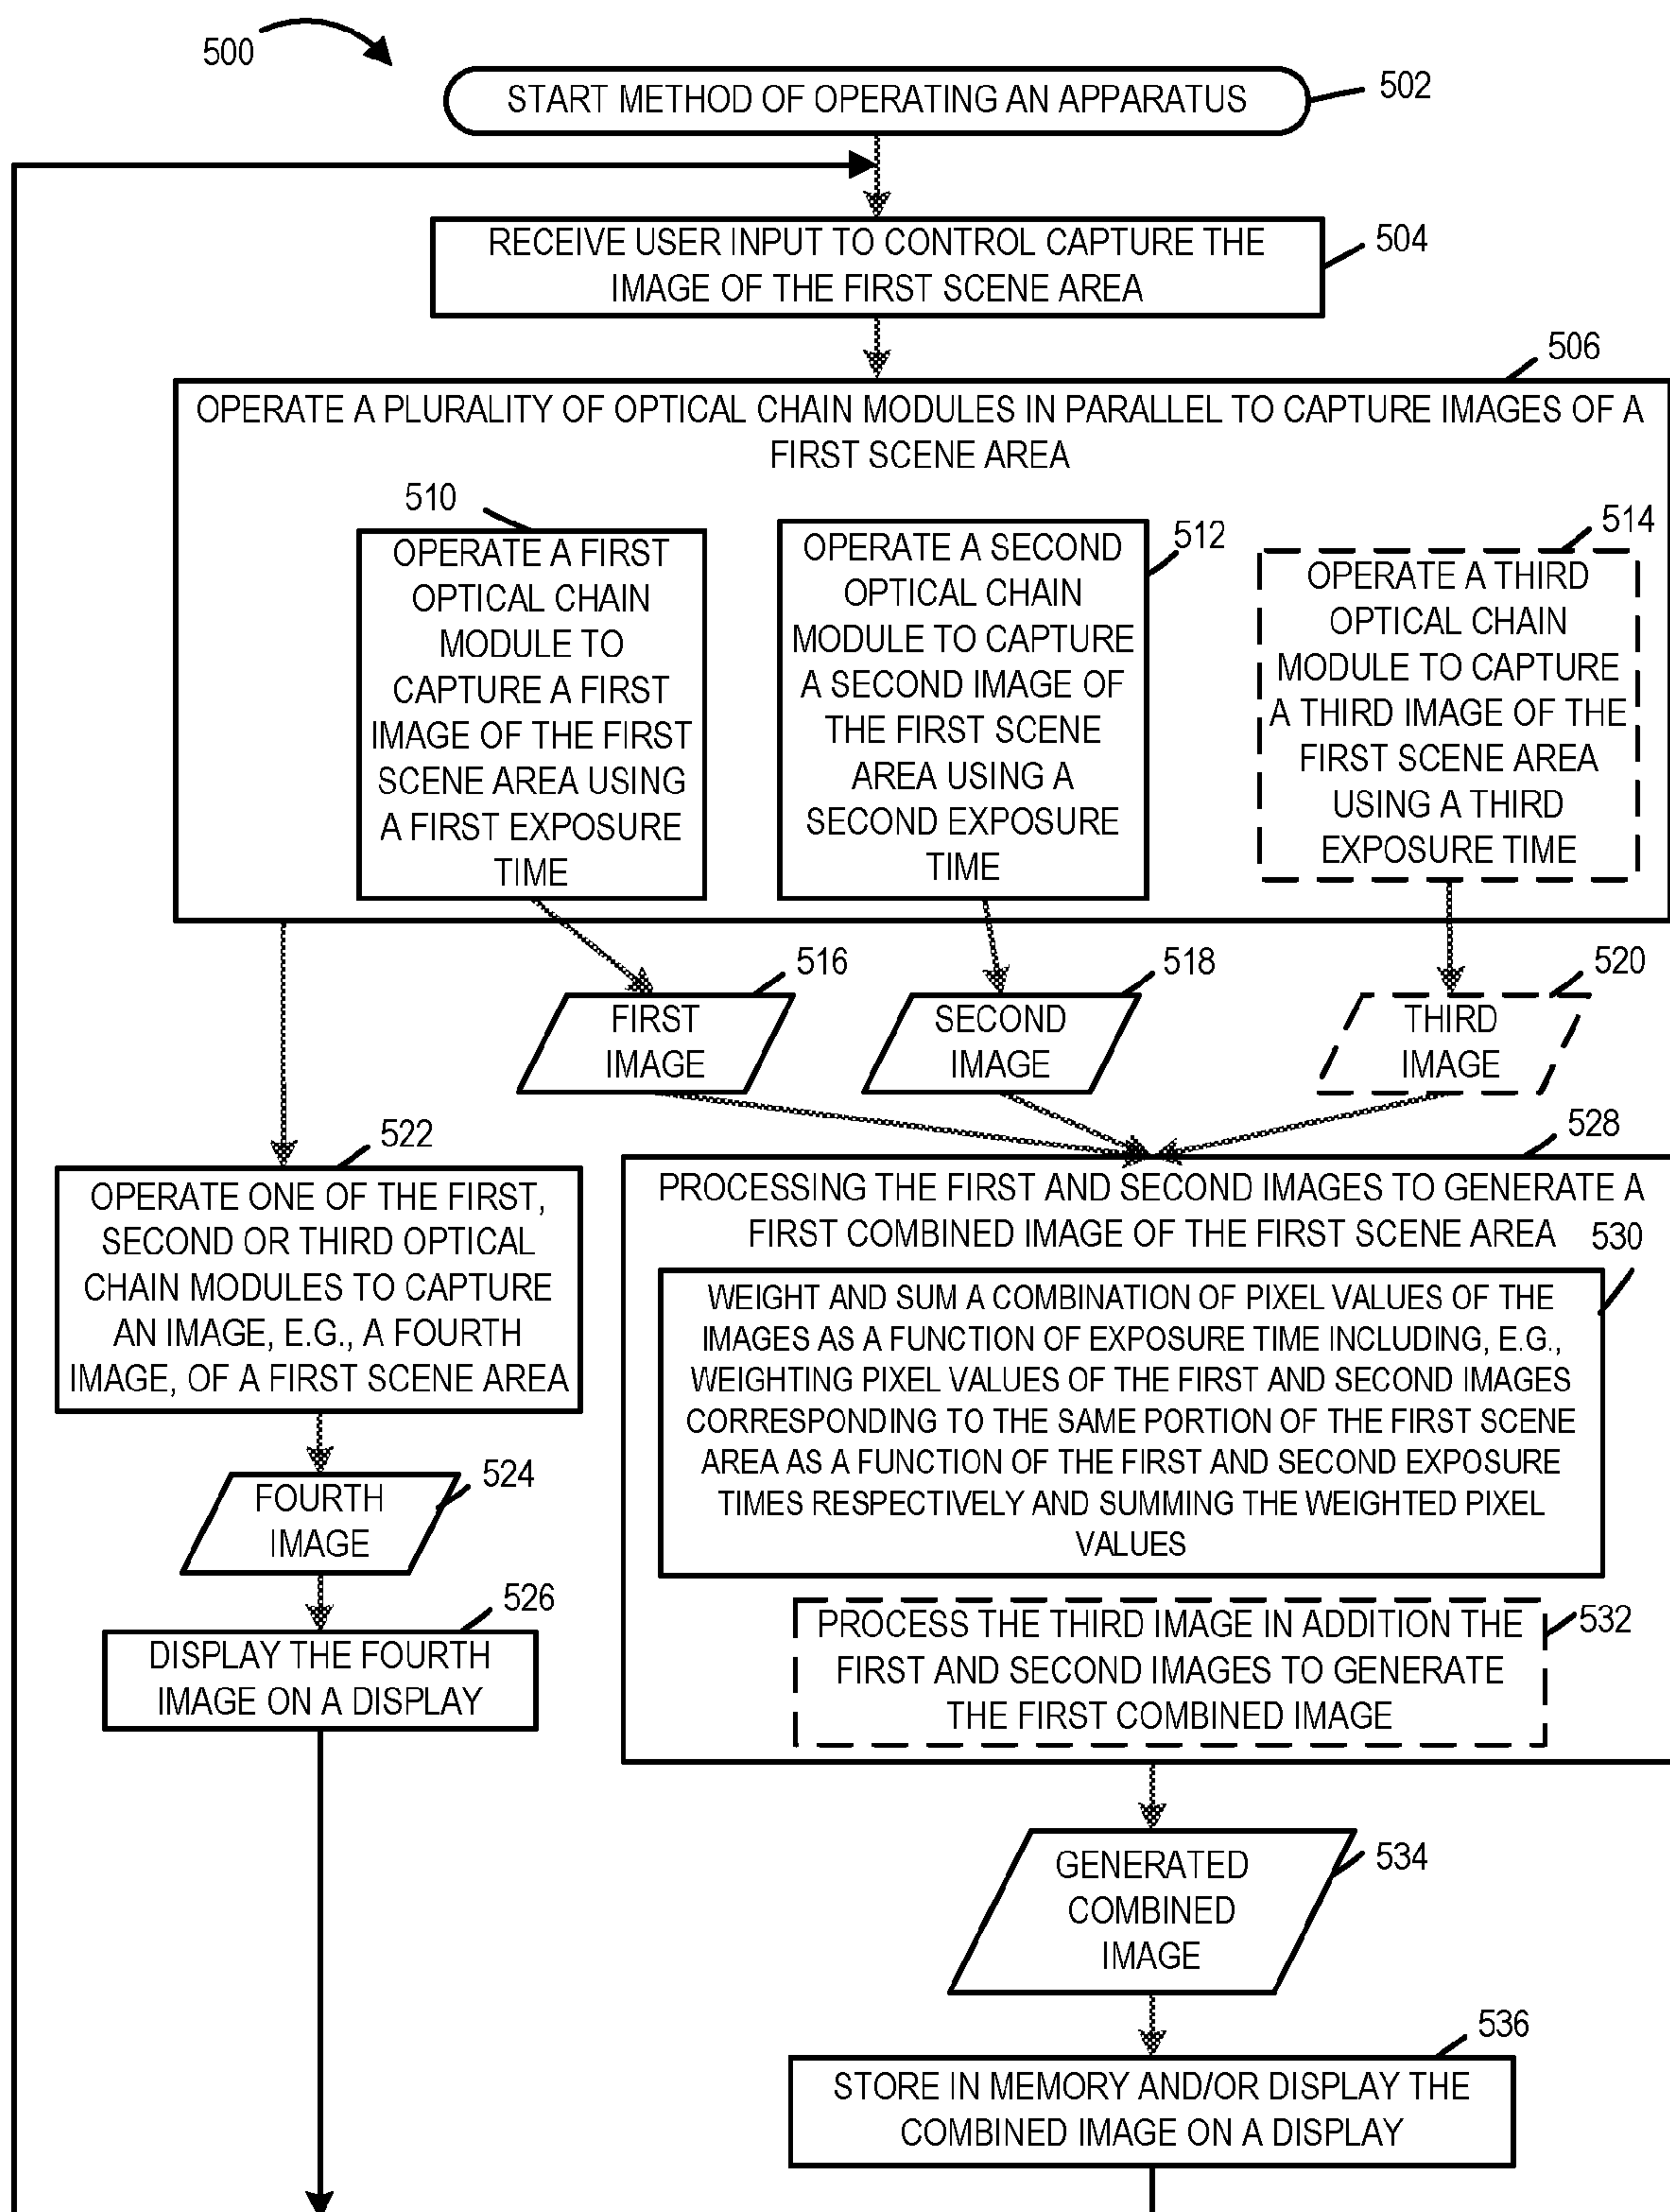 500
START METHOD OF OPERATING AN APPARATUS
502
RECEIVE USER INPUT TO CONTROL CAPTURE THE
IMAGE OF THE FIRST SCENE AREA
504
506
OPERATE A PLURALITY OF OPTICAL CHAIN MODULES IN PARALLEL TO CAPTURE IMAGES OF A
FIRST SCENE AREA
510
OPERATE A FIRST
OPTICAL CHAIN
MODULE TO
CAPTURE A FIRST
IMAGE OF THE FIRST
SCENE AREA USING
A FIRST EXPOSURE
TIME
512
OPERATE A SECOND
OPTICAL CHAIN
MODULE TO CAPTURE
A SECOND IMAGE OF
THE FIRST SCENE
AREA USING A
SECOND EXPOSURE
TIME
514
OPERATE A THIRD
OPTICAL CHAIN
MODULE TO CAPTURE
A THIRD IMAGE OF THE
FIRST SCENE AREA
USING A THIRD
EXPOSURE TIME
516
FIRST
IMAGE
518
SECOND
IMAGE
520
THIRD
IMAGE
522
OPERATE ONE OF THE FIRST,
SECOND OR THIRD OPTICAL
CHAIN MODULES TO CAPTURE
AN IMAGE, E.G., A FOURTH
IMAGE, OF A FIRST SCENE AREA
524
FOURTH
IMAGE
526
DISPLAY THE FOURTH
IMAGE ON A DISPLAY
528
PROCESSING THE FIRST AND SECOND IMAGES TO GENERATE A
FIRST COMBINED IMAGE OF THE FIRST SCENE AREA
530
WEIGHT AND SUM A COMBINATION OF PIXEL VALUES OF THE
IMAGES AS A FUNCTION OF EXPOSURE TIME INCLUDING, E.G.,
WEIGHTING PIXEL VALUES OF THE FIRST AND SECOND IMAGES
CORRESPONDING TO THE SAME PORTION OF THE FIRST SCENE
AREA AS A FUNCTION OF THE FIRST AND SECOND EXPOSURE
TIMES RESPECTIVELY AND SUMMING THE WEIGHTED PIXEL
VALUES
532
PROCESS THE THIRD IMAGE IN ADDITION THE
FIRST AND SECOND IMAGES TO GENERATE
THE FIRST COMBINED IMAGE
534
GENERATED
COMBINED
IMAGE
536
STORE IN MEMORY AND/OR DISPLAY THE
COMBINED IMAGE ON A DISPLAY